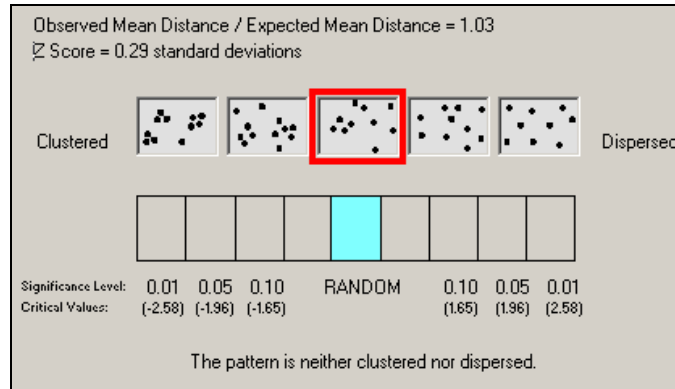 Observed Mean Distance / Expected Mean Distance = 1.03
Z Score = 0.29 standard deviations
Clustered
Dispersed
Significance Level: 0.01 0.05 0.10 RANDOM 0.10 0.05 0.01
Critical Values: (-2.58) (-1.96) (-1.65) (1.65) (1.96) (2.58)
The pattern is neither clustered nor dispersed.